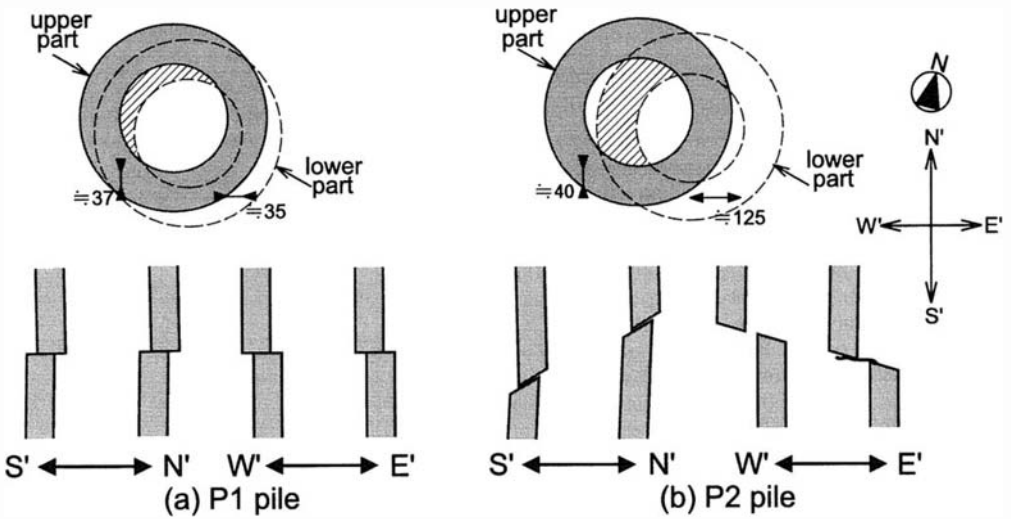 upper
part
lower
part
≒37
≒35
S'
N'
W'
E'
(a) P1 pile
upper
part
lower
part
≒40
≒125
S'
N'
W'
E'
(b) P2 pile
N
N'
W'
E'
S'